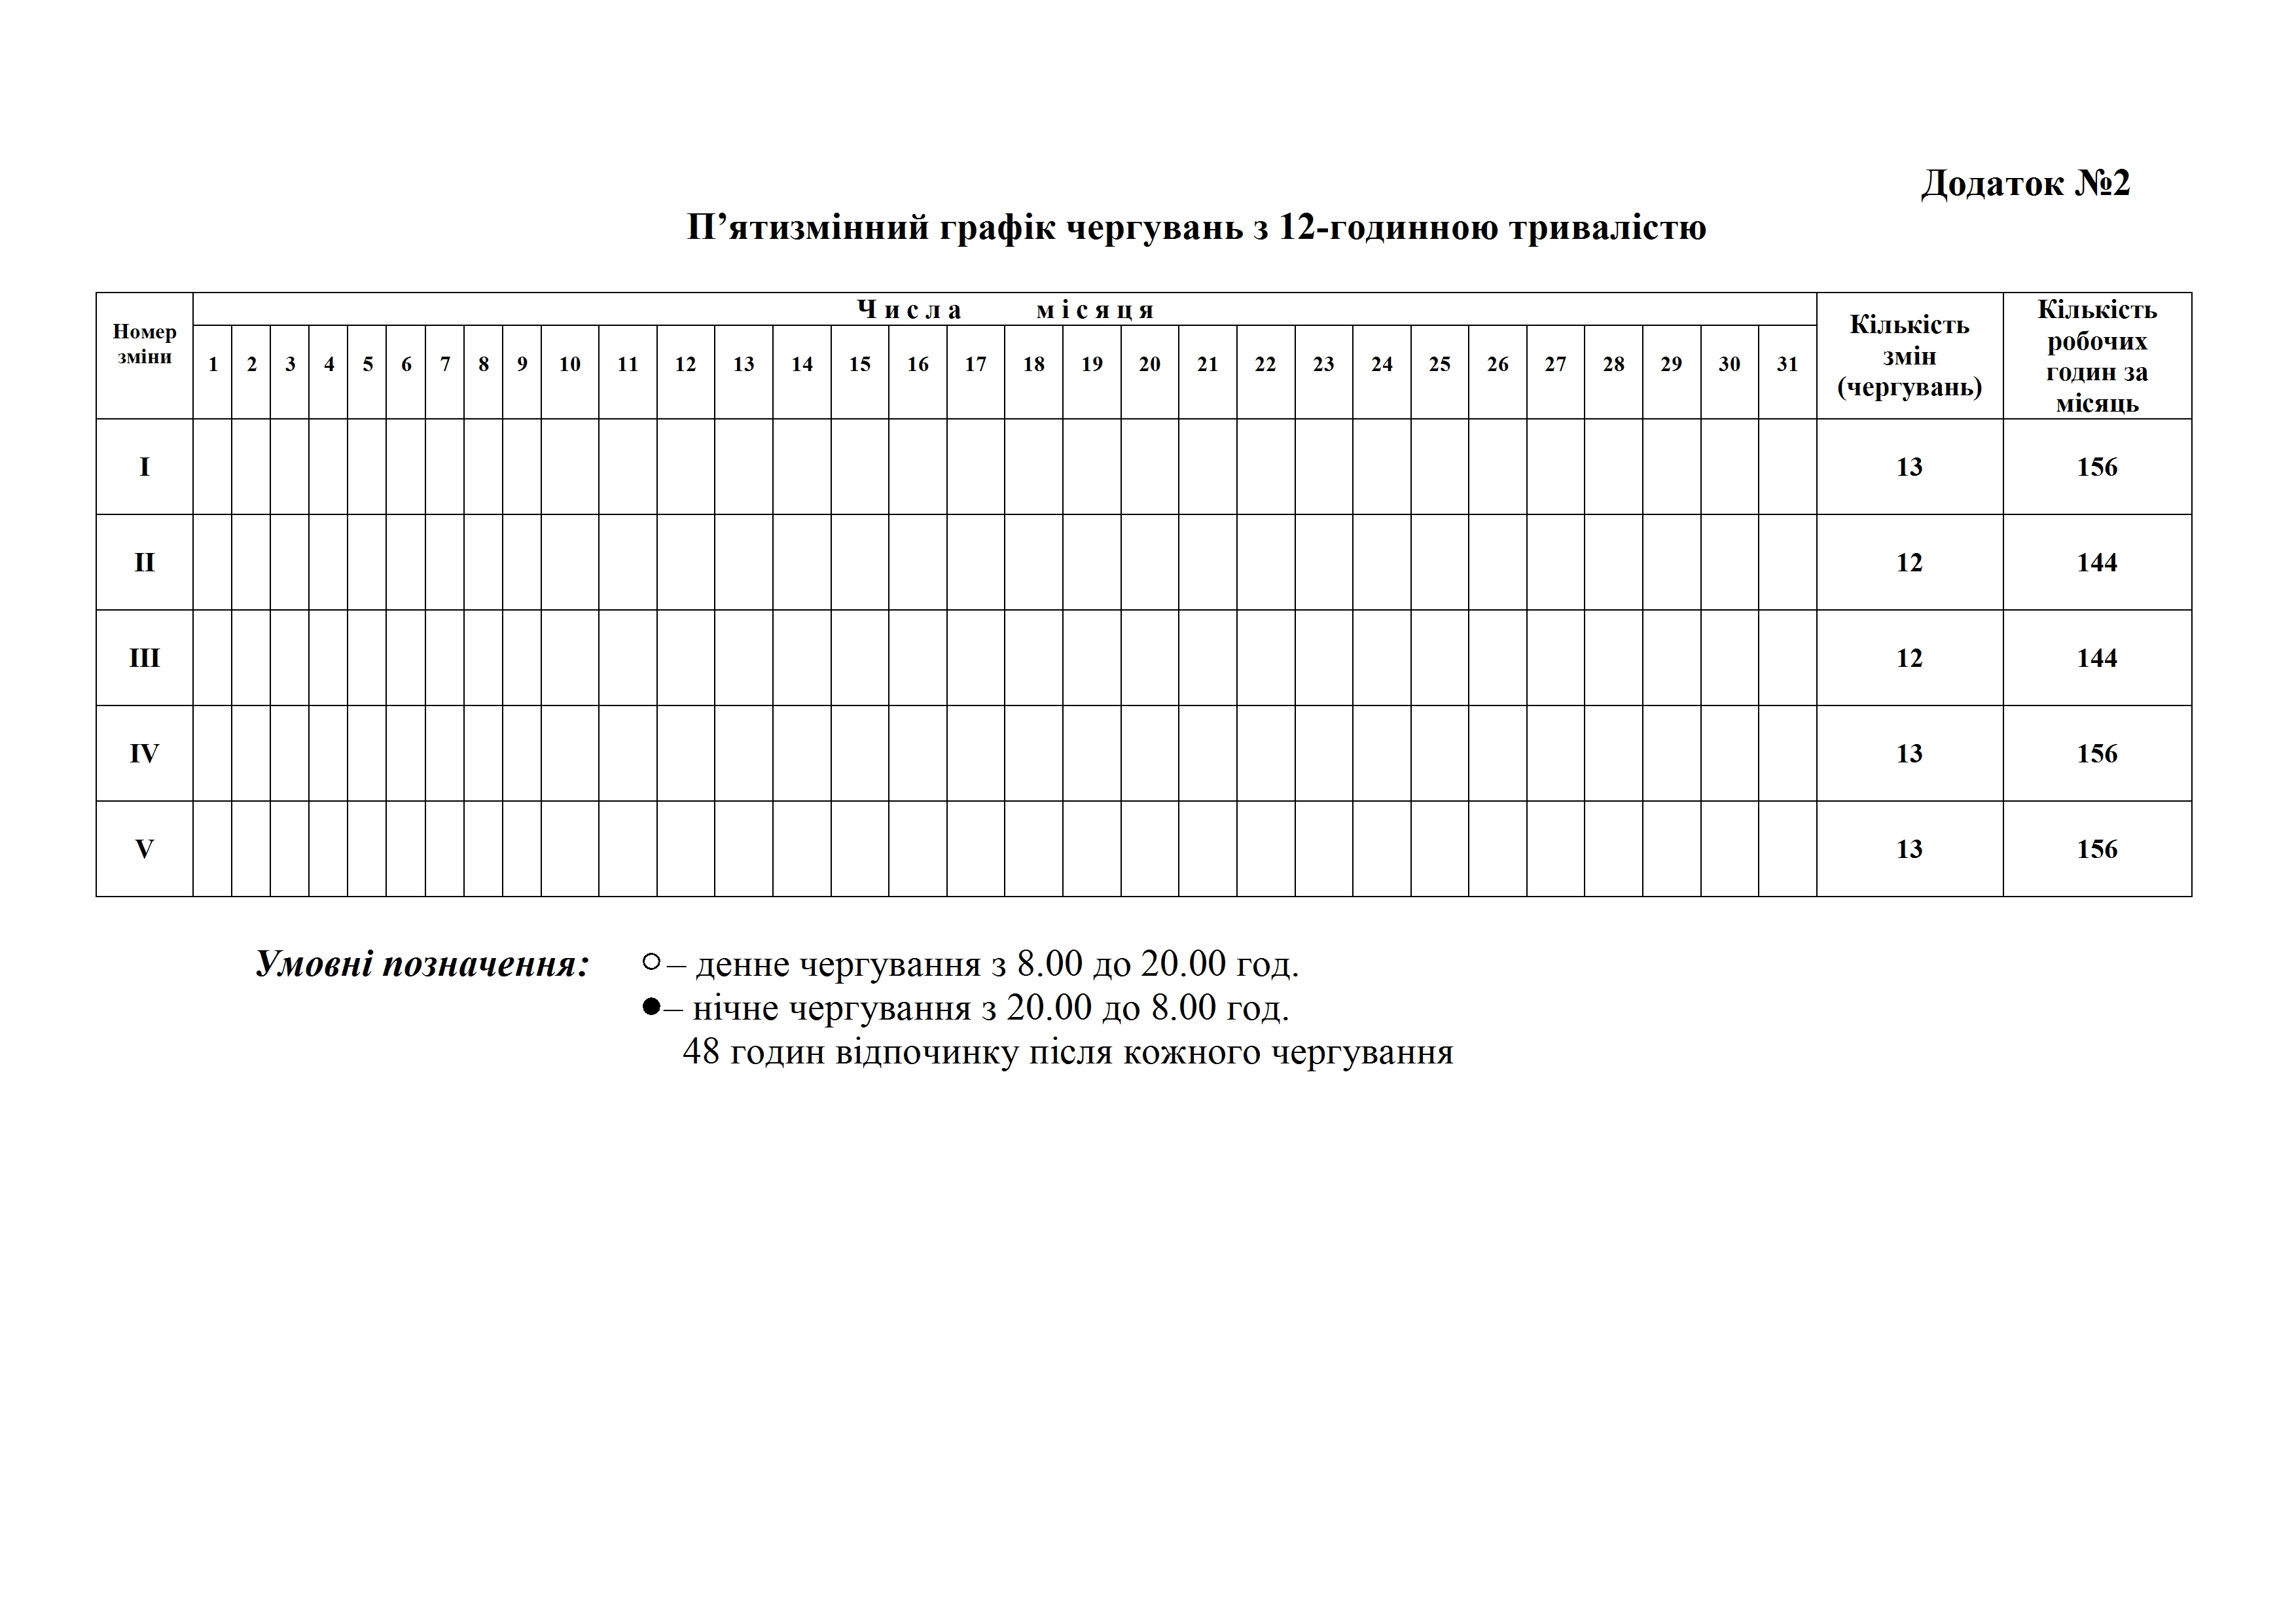 Додаток №2
П’ятизмінний графік чергувань з 12-годинною тривалістю
Номер зміни
Числа місяця
Кількість змін (чергувань)
Кількість робочих годин за місяць
1 2 3 4 5 6 7 8 9 10 11 12 13 14 15 16 17 18 19 20 21 22 23 24 25 26 27 28 29 30 31
I 13 156
II 12 144
III 12 144
IV 13 156
V 13 156
Умовні позначення: ○ – денне чергування з 8.00 до 20.00 год.
● – нічне чергування з 20.00 до 8.00 год.
48 годин відпочинку після кожного чергування